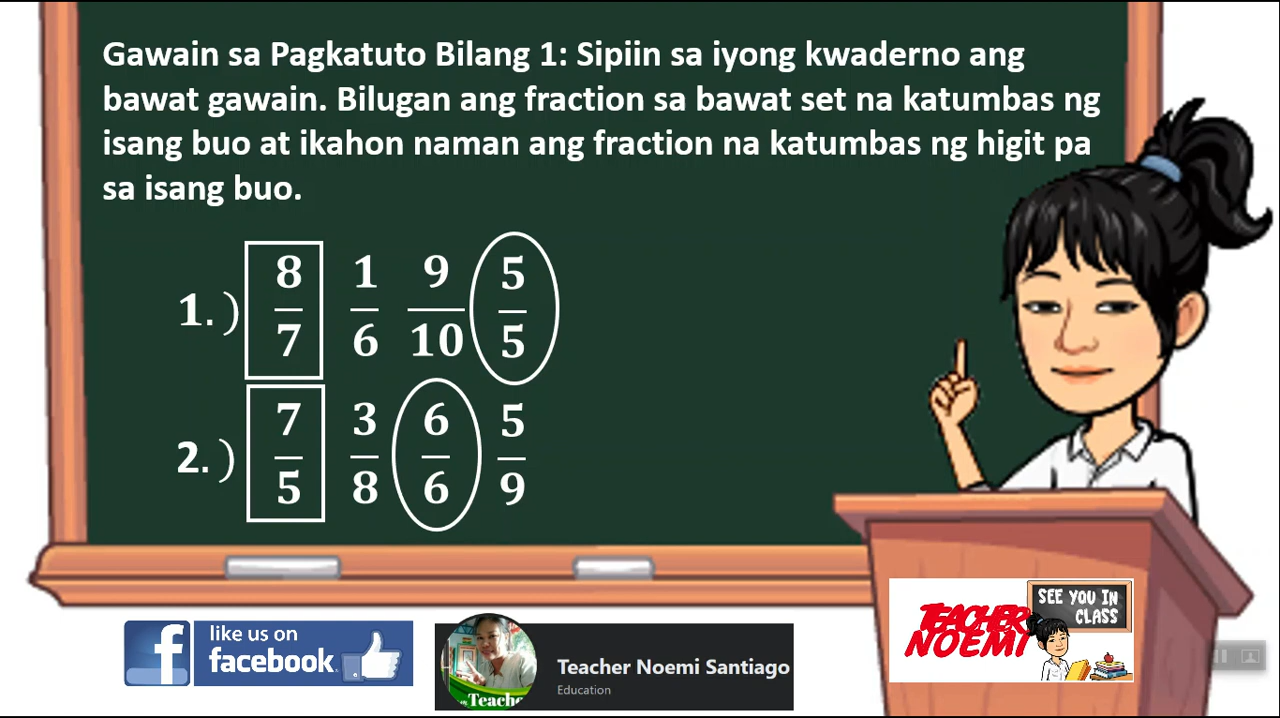 Gawain sa Pagkatuto Bilang 1: Sipiin sa iyong kwaderno ang
bawat gawain. Bilugan ang fraction sa bawat set na katumbas ng
isang buo at ikahon naman ang fraction na katumbas ng higit pa
sa isang buo.
1. ) 8/7 1/6 9/10 5/5
2. ) 7/5 3/8 6/6 5/9
like us on
facebook.
Teacher Noemi Santiago
Education
TEACHER
NOEMI
SEE YOU IN
CLASS